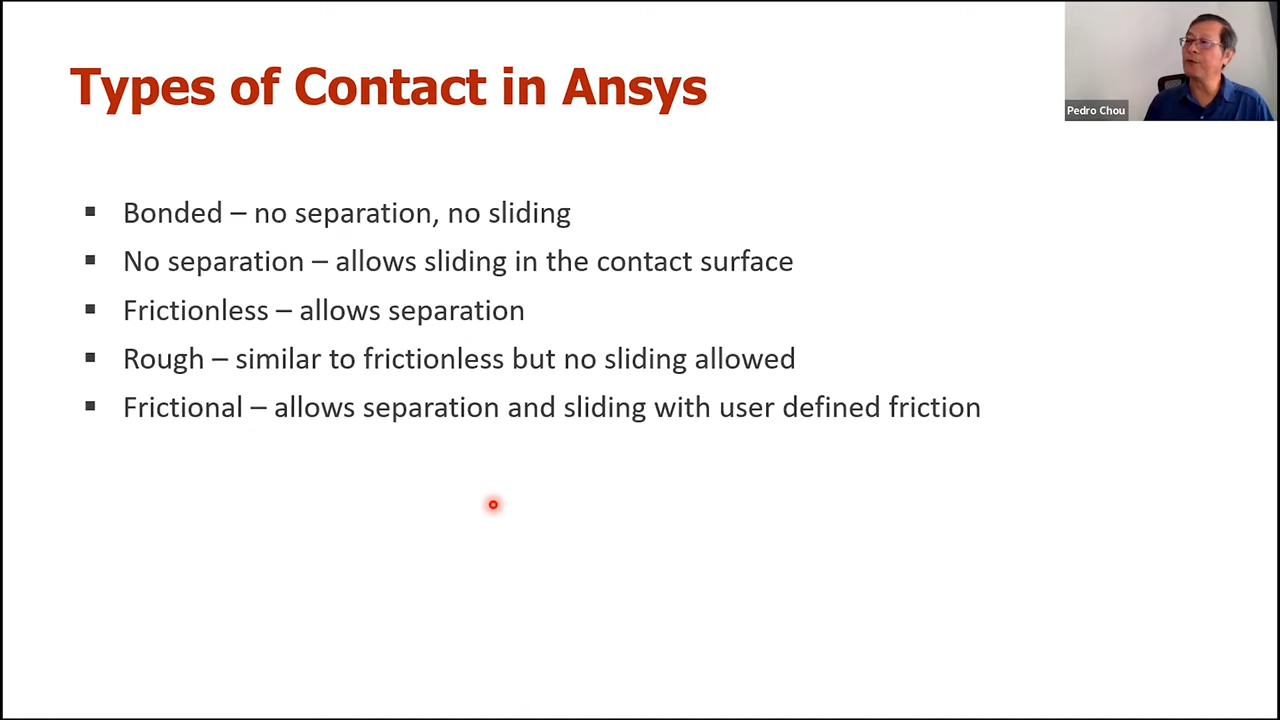 Types of Contact in Ansys
Pedro Chou
▪ Bonded – no separation, no sliding
▪ No separation – allows sliding in the contact surface
▪ Frictionless – allows separation
▪ Rough – similar to frictionless but no sliding allowed
▪ Frictional – allows separation and sliding with user defined friction